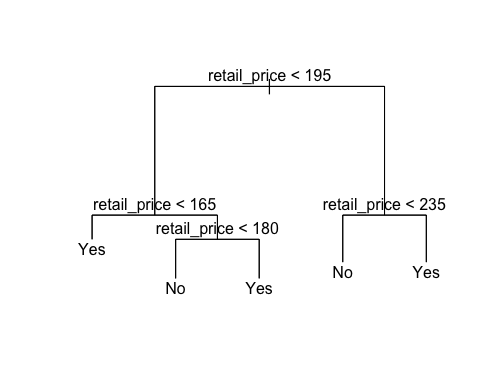 retail_price < 195
retail_price < 165
retail_price < 235
retail_price < 180
Yes
No
Yes
No
Yes